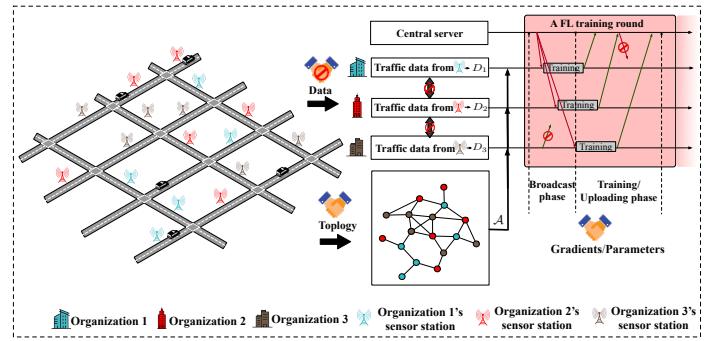 A FL training round
Central server
Traffic data from D₁
Training
Data
Traffic data from D₂
Training
Traffic data from D₃
Training
Broadcast phase
Training/
Uploading phase
𝒜
Toplogy
Gradients/Parameters
Organization 1
Organization 2
Organization 3
Organization 1's
sensor station
Organization 2's
sensor station
Organization 3's
sensor station